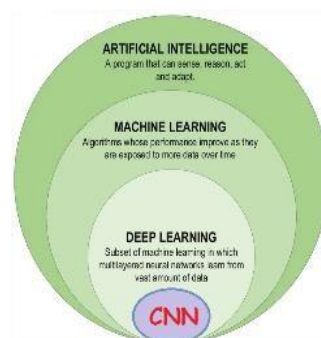 ARTIFICIAL INTELLIGENCE
A program that can sense, reason, act
and adapt.
MACHINE LEARNING
Algorithms whose performance improve as they
are exposed to more data over time
DEEP LEARNING
Subset of machine learning in which
multilayered neural networks learn from
vast amount of data
CNN